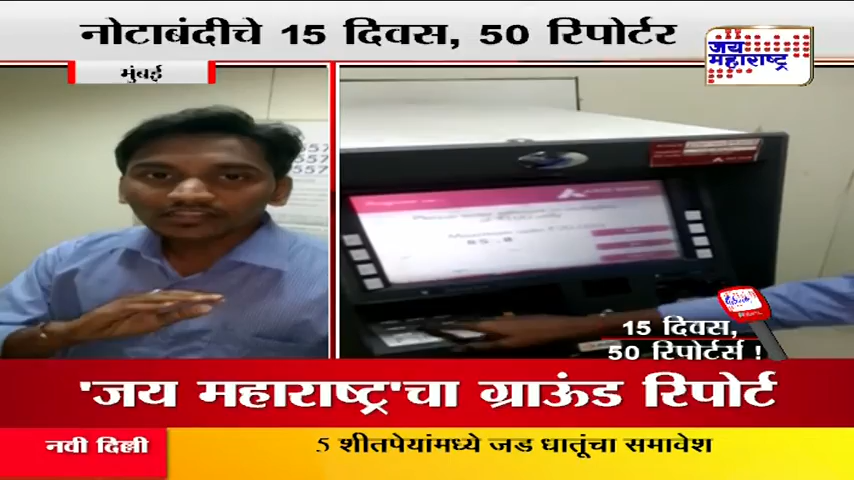 नोटाबंदीचे 15 दिवस, 50 रिपोर्टर
जय
महाराष्ट्र
मुंबई
15 दिवस,
50 रिपोर्टर्स !
'जय महाराष्ट्र'चा ग्राऊंड रिपोर्ट
नवी दिल्ली
5 शीतपेयांमध्ये जड धातूंचा समावेश